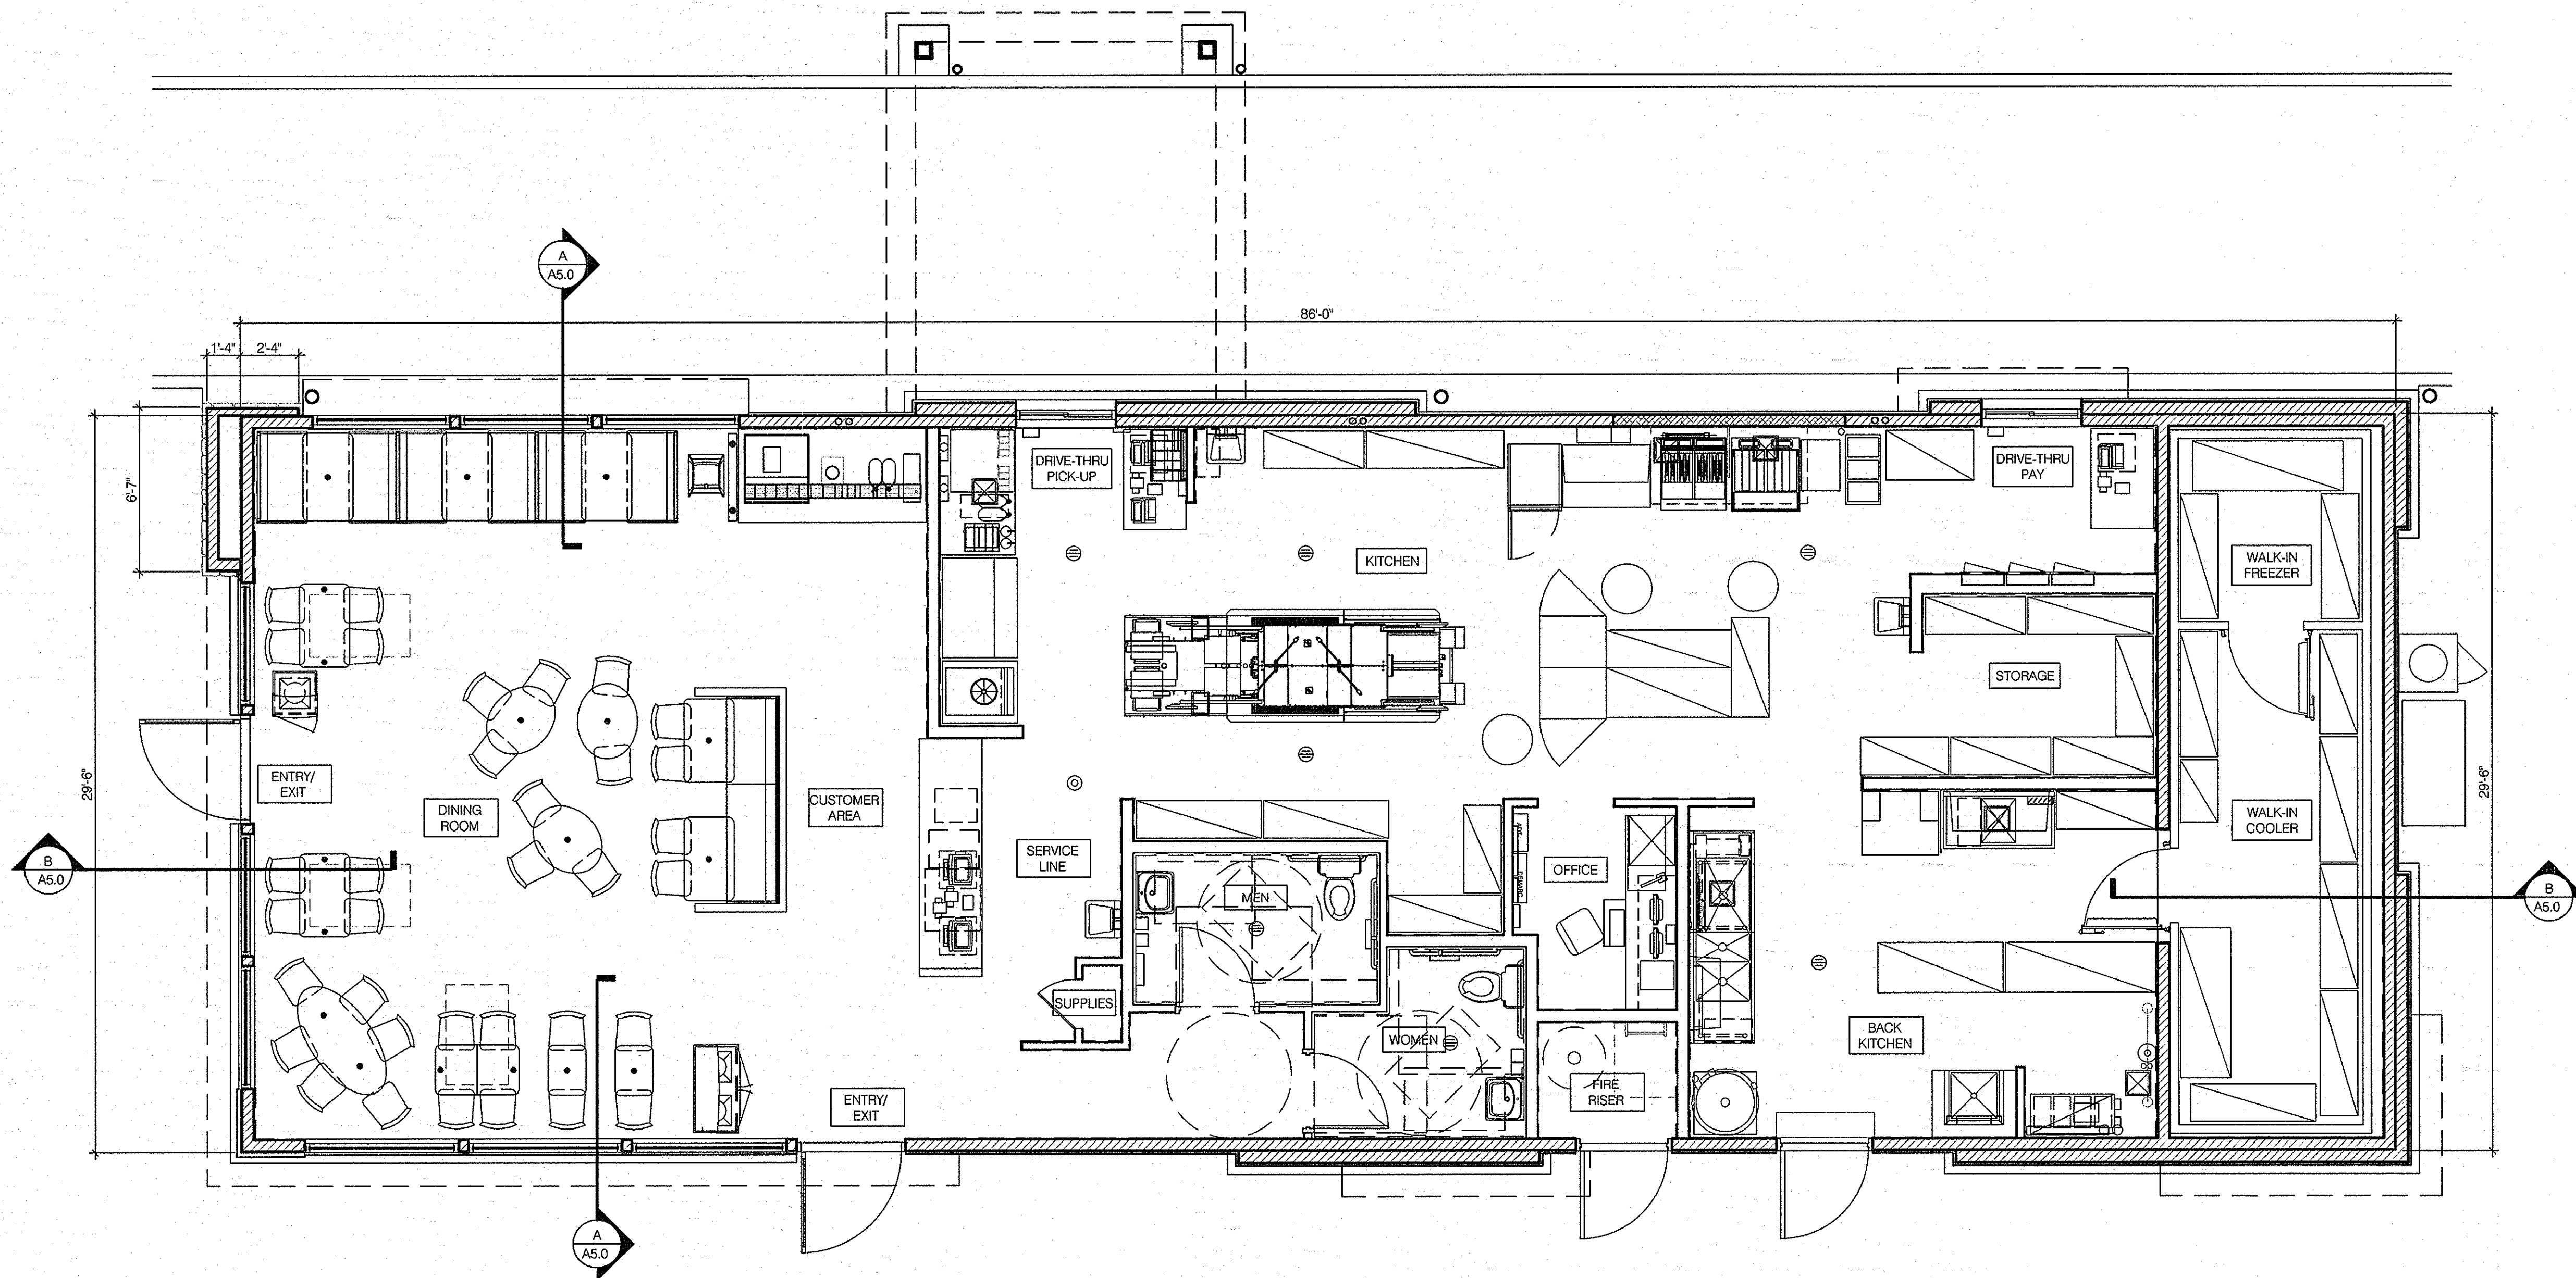 A
A5.0
86'-0"
1'-4"
2'-4"
6'-7"
DRIVE-THRU
PICK-UP
DRIVE-THRU
PAY
KITCHEN
WALK-IN
FREEZER
STORAGE
ENTRY/
EXIT
DINING
ROOM
CUSTOMER
AREA
29'-6"
29'-6"
WALK-IN
COOLER
SERVICE
LINE
OFFICE
B
A5.0
MEN
B
A5.0
SUPPLIES
WOMEN
BACK
KITCHEN
FIRE
RISER
ENTRY/
EXIT
A
A5.0